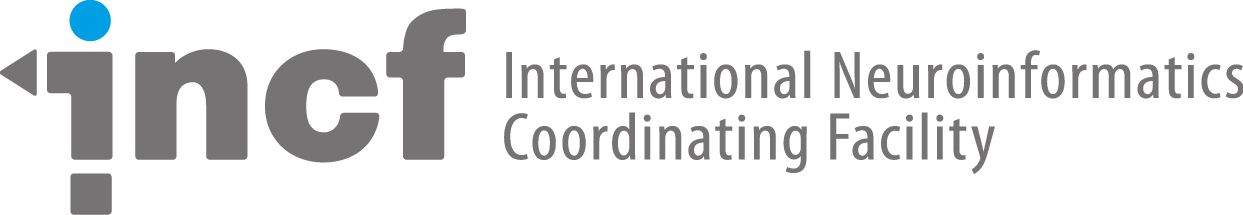 incf
International Neuroinformatics
Coordinating Facility